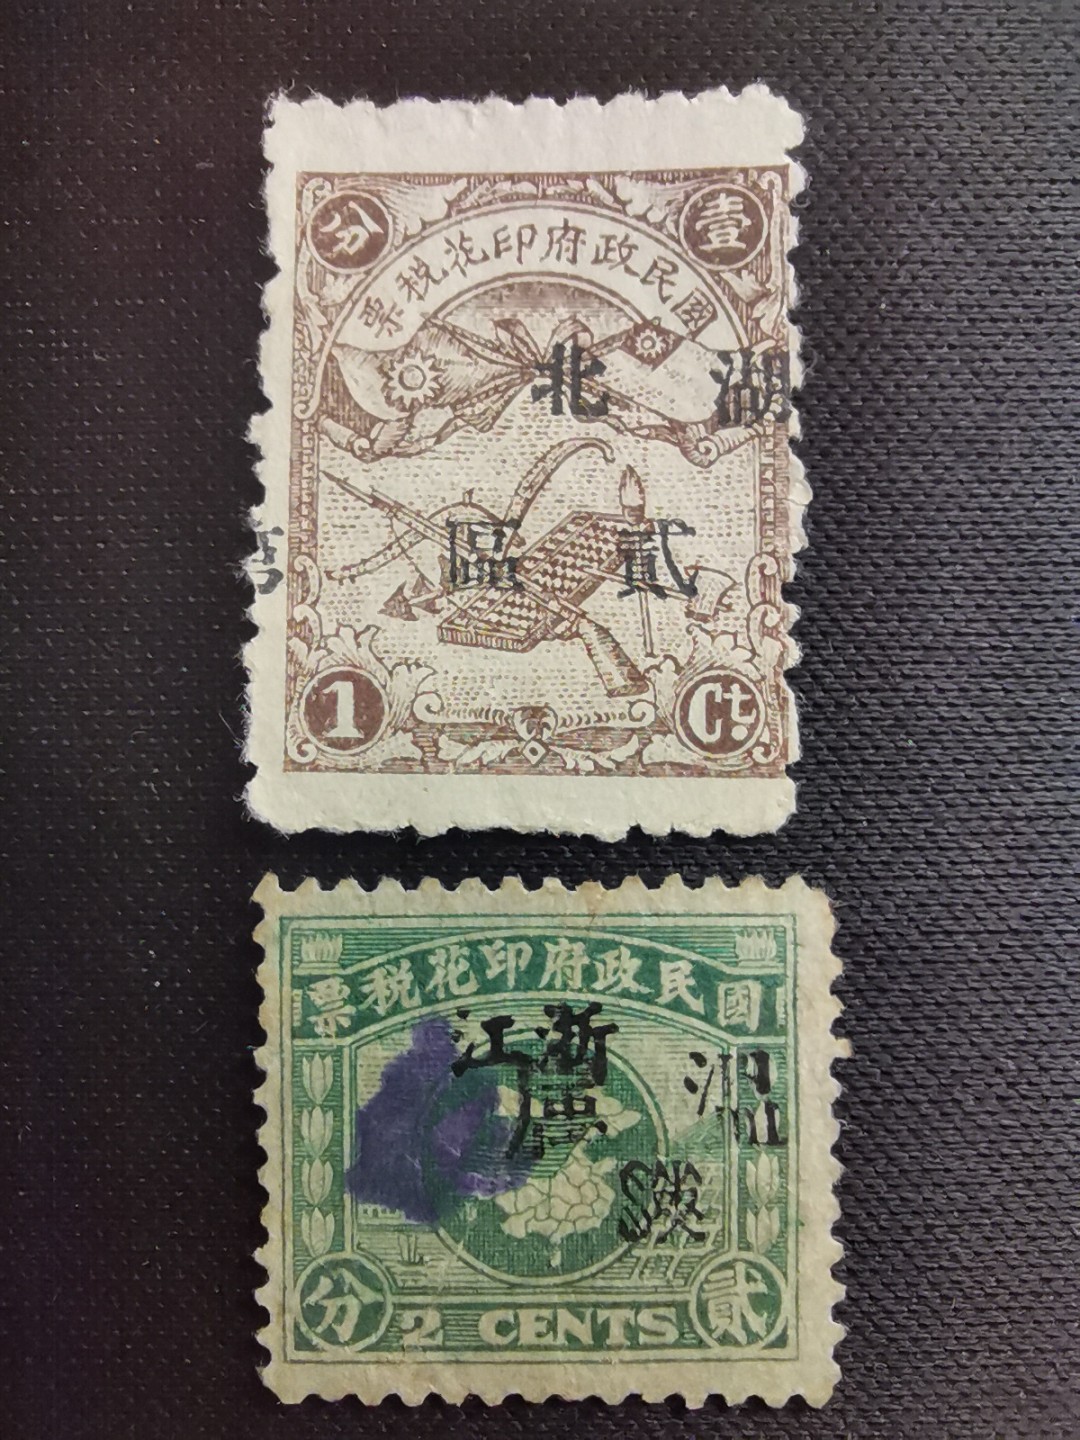 壹分
國民政府印花稅票
湖北
貳區
1 Ct.
國民政府印花稅票
浙江
貳分
2 CENTS